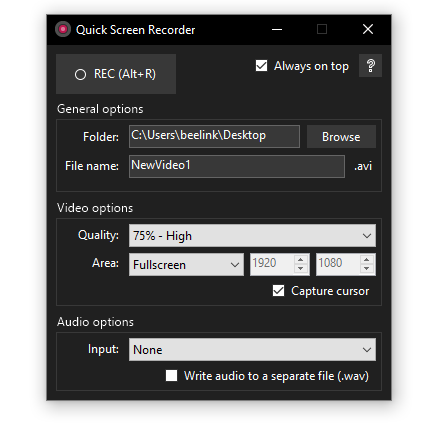 Quick Screen Recorder
REC (Alt+R)
Always on top
?
General options
Folder: C:\Users\beelink\Desktop Browse
File name: NewVideo1 .avi
Video options
Quality: 75% - High
Area: Fullscreen 1920 1080
Capture cursor
Audio options
Input: None
Write audio to a separate file (.wav)